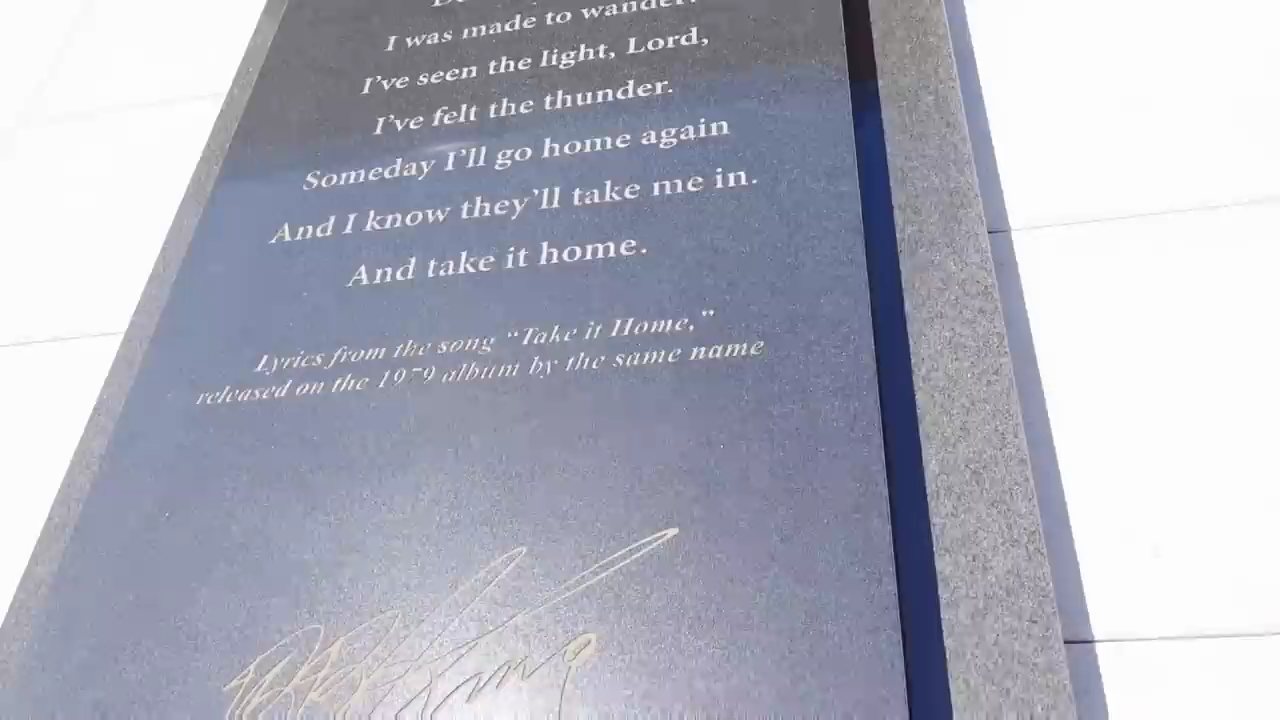 I was made to wander.
I've seen the light, Lord,
I've felt the thunder.
Someday I'll go home again
And I know they'll take me in.
And take it home.
Lyrics from the song “Take it Home,”
released on the 1979 album by the same name